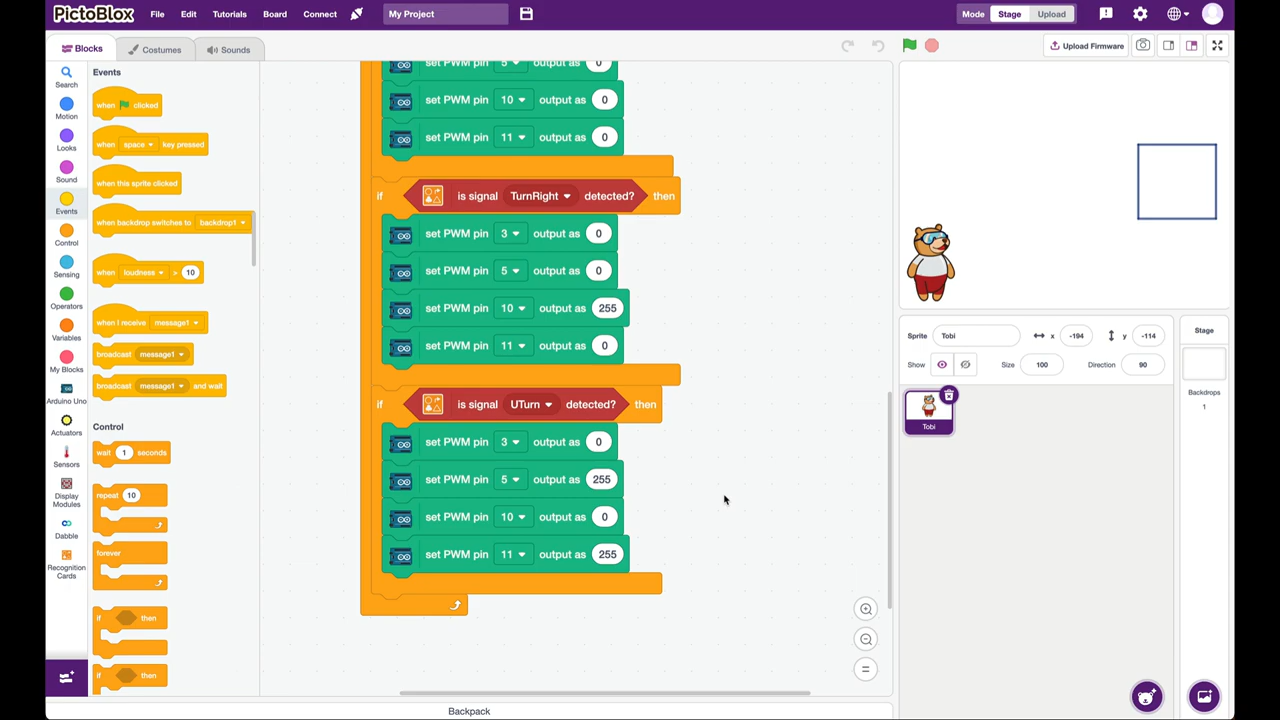 PictoBlox File Edit Tutorials Board Connect My Project Mode Stage Upload
Blocks Costumes Sounds Upload Firmware
Search
Motion
Looks
Sound
Events
Control
Sensing
Operators
Variables
My Blocks
Arduino Uno
Actuators
Sensors
Display
Modules
Dabble
Recognition
Cards
Events
when clicked
when space key pressed
when this sprite clicked
when backdrop switches to backdrop1
when loudness > 10
when I receive message1
broadcast message1
broadcast message1 and wait
Control
wait 1 seconds
repeat 10
forever
if then
if then
set PWM pin 5 output as 0
set PWM pin 10 output as 0
set PWM pin 11 output as 0
if is signal TurnRight detected? then
set PWM pin 3 output as 0
set PWM pin 5 output as 0
set PWM pin 10 output as 255
set PWM pin 11 output as 0
if is signal UTurn detected? then
set PWM pin 3 output as 0
set PWM pin 5 output as 255
set PWM pin 10 output as 0
set PWM pin 11 output as 255
Backpack
Sprite Tobi x -194 y -114
Show Size 100 Direction 90
Tobi
Stage
Backdrops
1